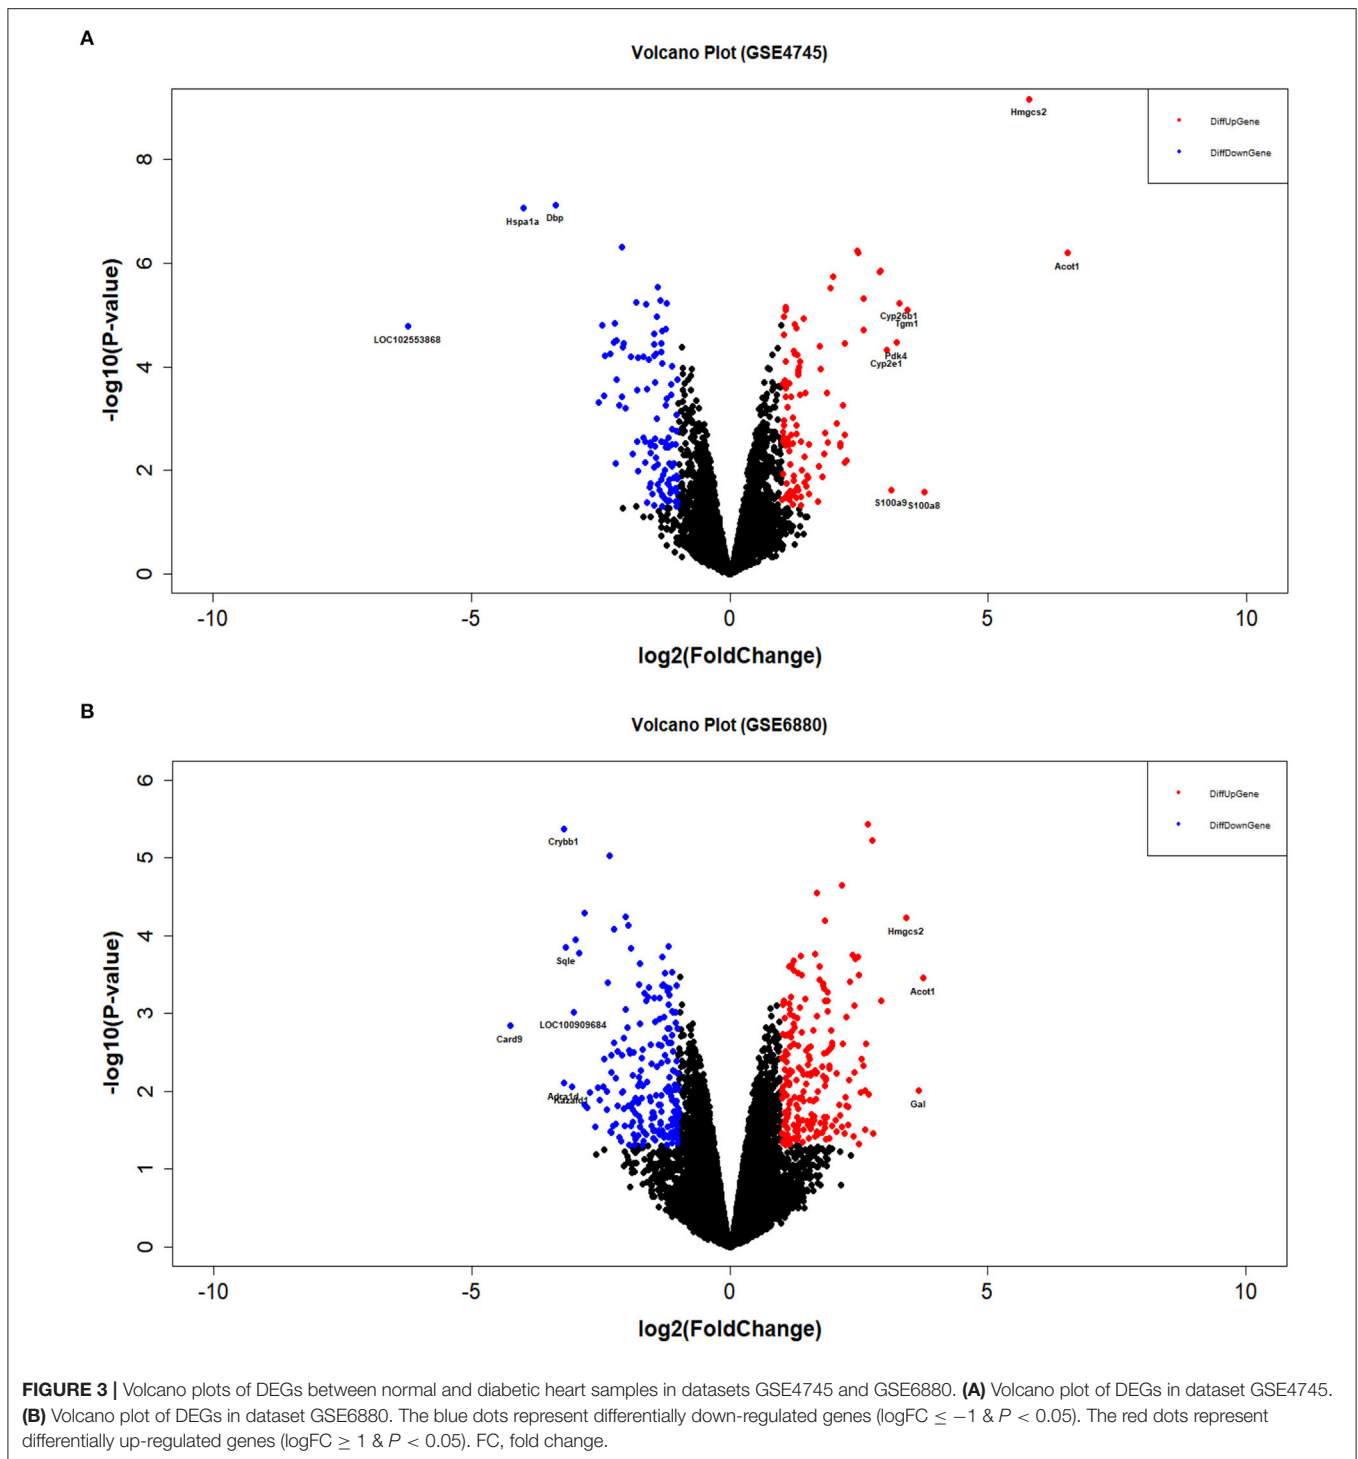 A
Volcano Plot (GSE4745)
Hmgcs2
DiffUpGene
DiffDownGene
8
Hspa1a
Dbp
6
Acot1
Cyp26b1
Tgm1
LOC102553868
Pdk4
Cyp2e1
4
2
S100a9
S100a8
0
-log10(P-value)
-10
-5
0
5
10
log2(FoldChange)
B
Volcano Plot (GSE6880)
DiffUpGene
DiffDownGene
6
Crybb1
5
Hmgcs2
4
Sqle
Acot1
3
LOC100909684
Card9
2
Adra1d
Kazald1
Gal
1
0
-log10(P-value)
-10
-5
0
5
10
log2(FoldChange)
FIGURE 3 | Volcano plots of DEGs between normal and diabetic heart samples in datasets GSE4745 and GSE6880. (A) Volcano plot of DEGs in dataset GSE4745.
(B) Volcano plot of DEGs in dataset GSE6880. The blue dots represent differentially down-regulated genes (logFC ≤ −1 & P < 0.05). The red dots represent
differentially up-regulated genes (logFC ≥ 1 & P < 0.05). FC, fold change.